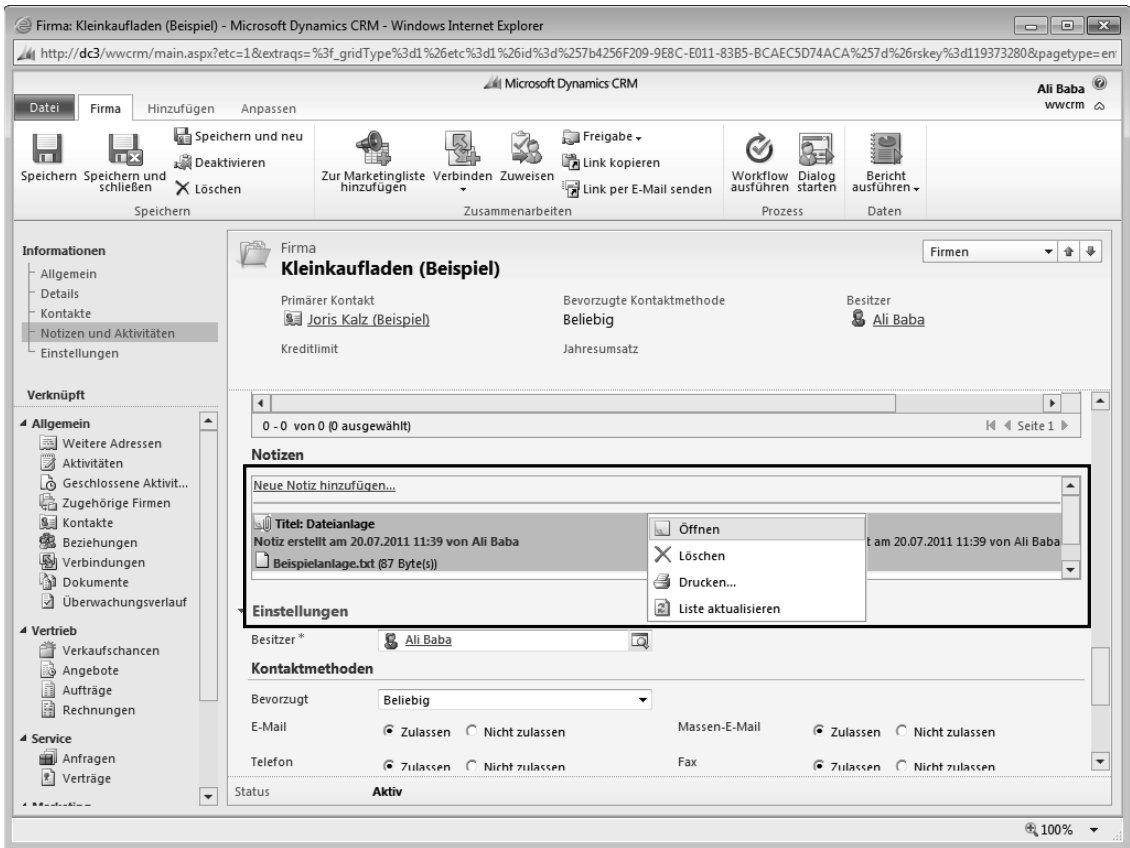 Firma: Kleinkaufladen (Beispiel) - Microsoft Dynamics CRM - Windows Internet Explorer
http://dc3/wwcrm/main.aspx?etc=1&extraqs=%3f_gridType%3d1%26etc%3d1%26id%3d%257b4256F209-9E8C-E011-83B5-BCAEC5D74ACA%257d%26rskey%3d119373280&pagetype=en
Microsoft Dynamics CRM
Ali Baba
wwcrm
Datei Firma Hinzufügen Anpassen
Speichern
Speichern und schließen
Speichern und neu
Deaktivieren
Löschen
Zur Marketingliste hinzufügen
Verbinden
Zuweisen
Freigabe
Link kopieren
Link per E-Mail senden
Workflow ausführen
Dialog starten
Bericht ausführen
Speichern Zusammenarbeiten Prozess Daten
Informationen
Allgemein
Details
Kontakte
Notizen und Aktivitäten
Einstellungen
Verknüpft
Allgemein
Weitere Adressen
Aktivitäten
Geschlossene Aktivit...
Zugehörige Firmen
Kontakte
Beziehungen
Verbindungen
Dokumente
Überwachungsverlauf
Vertrieb
Verkaufschancen
Angebote
Aufträge
Rechnungen
Service
Anfragen
Verträge
Marketing
Firma
Kleinkaufladen (Beispiel)
Firmen
Primärer Kontakt Bevorzugte Kontaktmethode Besitzer
Joris Kalz (Beispiel) Beliebig Ali Baba
Kreditlimit Jahresumsatz
0 - 0 von 0 (0 ausgewählt) Seite 1
Notizen
Neue Notiz hinzufügen...
Titel: Dateianlage
Notiz erstellt am 20.07.2011 11:39 von Ali Baba t am 20.07.2011 11:39 von Ali Baba
Beispielanlage.txt (87 Byte(s))
Öffnen
Löschen
Drucken...
Liste aktualisieren
Einstellungen
Besitzer* Ali Baba
Kontaktmethoden
Bevorzugt Beliebig
E-Mail Zulassen Nicht zulassen Massen-E-Mail Zulassen Nicht zulassen
Telefon Zulassen Nicht zulassen Fax Zulassen Nicht zulassen
Status Aktiv
100%